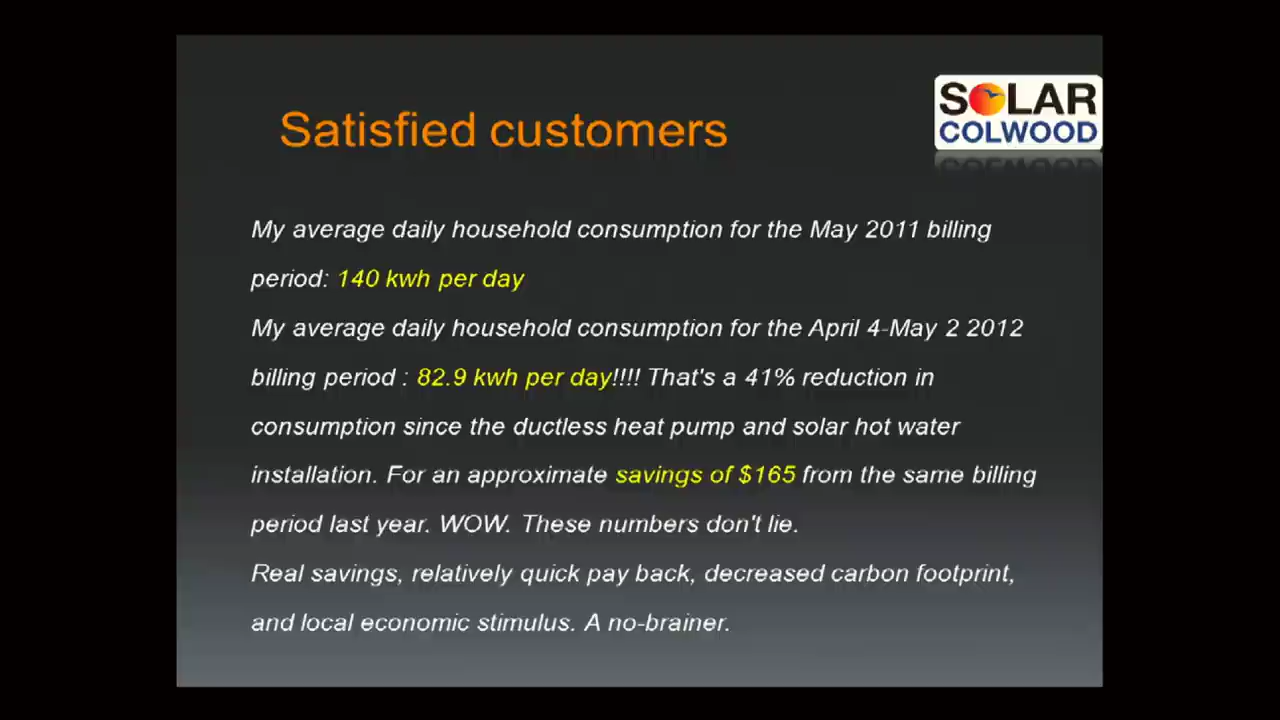 SOLAR
COLWOOD
Satisfied customers
My average daily household consumption for the May 2011 billing
period: 140 kwh per day
My average daily household consumption for the April 4-May 2 2012
billing period : 82.9 kwh per day!!!! That's a 41% reduction in
consumption since the ductless heat pump and solar hot water
installation. For an approximate savings of $165 from the same billing
period last year. WOW. These numbers don't lie.
Real savings, relatively quick pay back, decreased carbon footprint,
and local economic stimulus. A no-brainer.